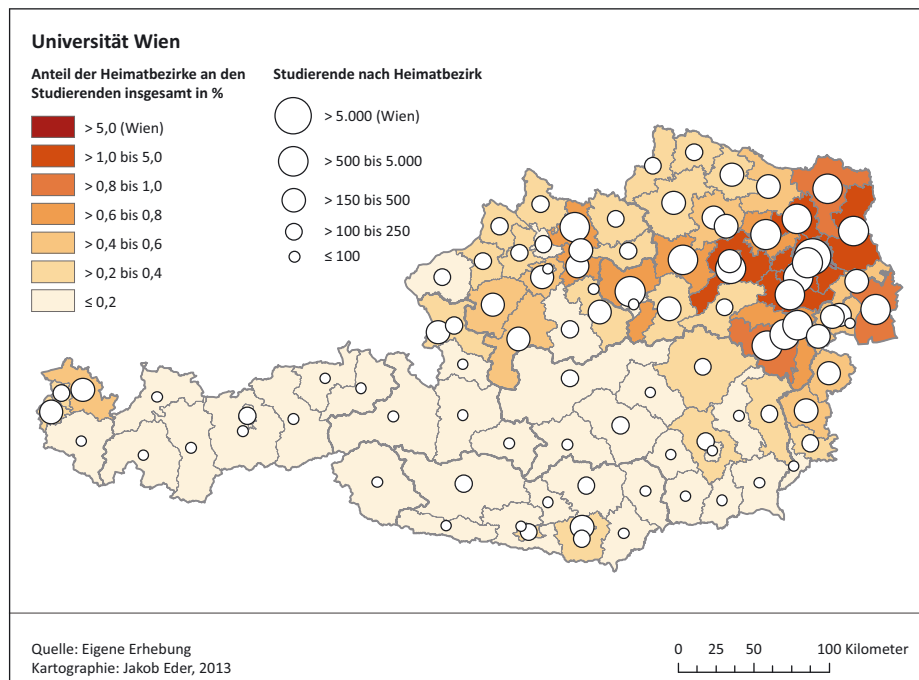 Universität Wien
Anteil der Heimatbezirke an den
Studierenden insgesamt in %
> 5,0 (Wien)
> 1,0 bis 5,0
> 0,8 bis 1,0
> 0,6 bis 0,8
> 0,4 bis 0,6
> 0,2 bis 0,4
≤ 0,2
Studierende nach Heimatbezirk
> 5.000 (Wien)
> 500 bis 5.000
> 150 bis 500
> 100 bis 250
≤ 100
Quelle: Eigene Erhebung
Kartographie: Jakob Eder, 2013
0 25 50 100 Kilometer